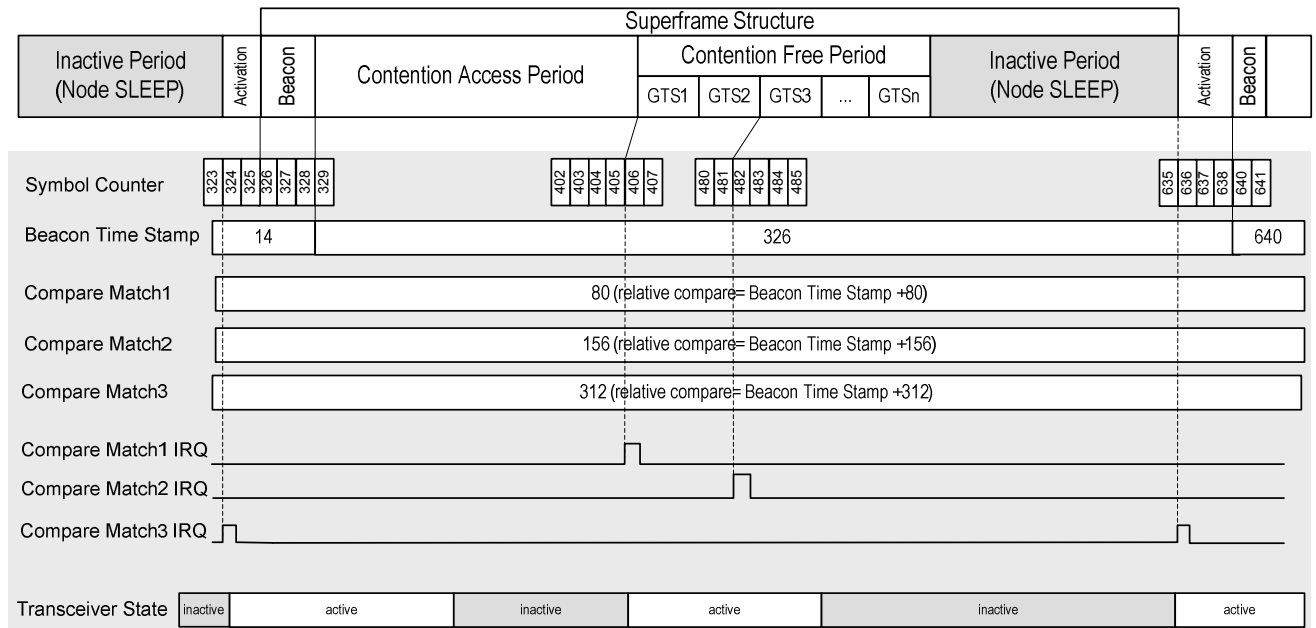 Superframe Structure
Inactive Period
(Node SLEEP)
Activation
Beacon
Contention Access Period
Contention Free Period
GTS1 GTS2 GTS3 ... GTSn
Inactive Period
(Node SLEEP)
Activation
Beacon
Symbol Counter 323 324 325 326 327 328 329 402 403 404 405 406 407 480 481 482 483 484 485 635 636 637 638 640 641
Beacon Time Stamp 14 326 640
Compare Match1 80 (relative compare= Beacon Time Stamp +80)
Compare Match2 156 (relative compare= Beacon Time Stamp +156)
Compare Match3 312 (relative compare= Beacon Time Stamp +312)
Compare Match1 IRQ
Compare Match2 IRQ
Compare Match3 IRQ
Transceiver State inactive active inactive active inactive active